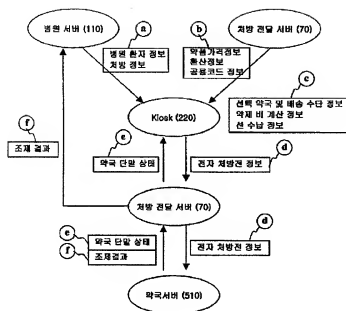 병원 서버 (110)
처방 전달 서버 (70)
a
병원 환자 정보
처방 정보
b
약품가격정보
환산정보
공통코드 정보
c
선택 약국 및 배송 수단 정보
약제 비 계산 정보
선 수납 정보
Kiosk (220)
f
조제 결과
e
약국 단말 상태
d
전자 처방전 정보
처방 전달 서버 (70)
e
약국 단말 상태
f
조제결과
d
전자 처방전 정보
약국서버 (510)